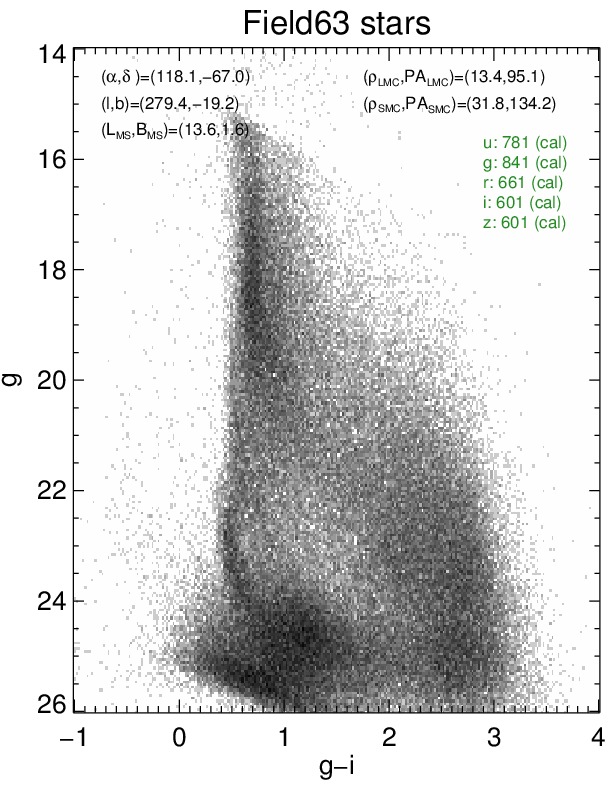 Field63 stars
(α,δ )=(118.1,−67.0)
(ρLMC,PALMC)=(13.4,95.1)
(l,b)=(279.4,−19.2)
(ρSMC,PASMC)=(31.8,134.2)
(LMS,BMS)=(13.6,1.6)
u: 781 (cal)
g: 841 (cal)
r: 661 (cal)
i: 601 (cal)
z: 601 (cal)
14
16
18
20
22
24
26
g
−1 0 1 2 3 4
g−i